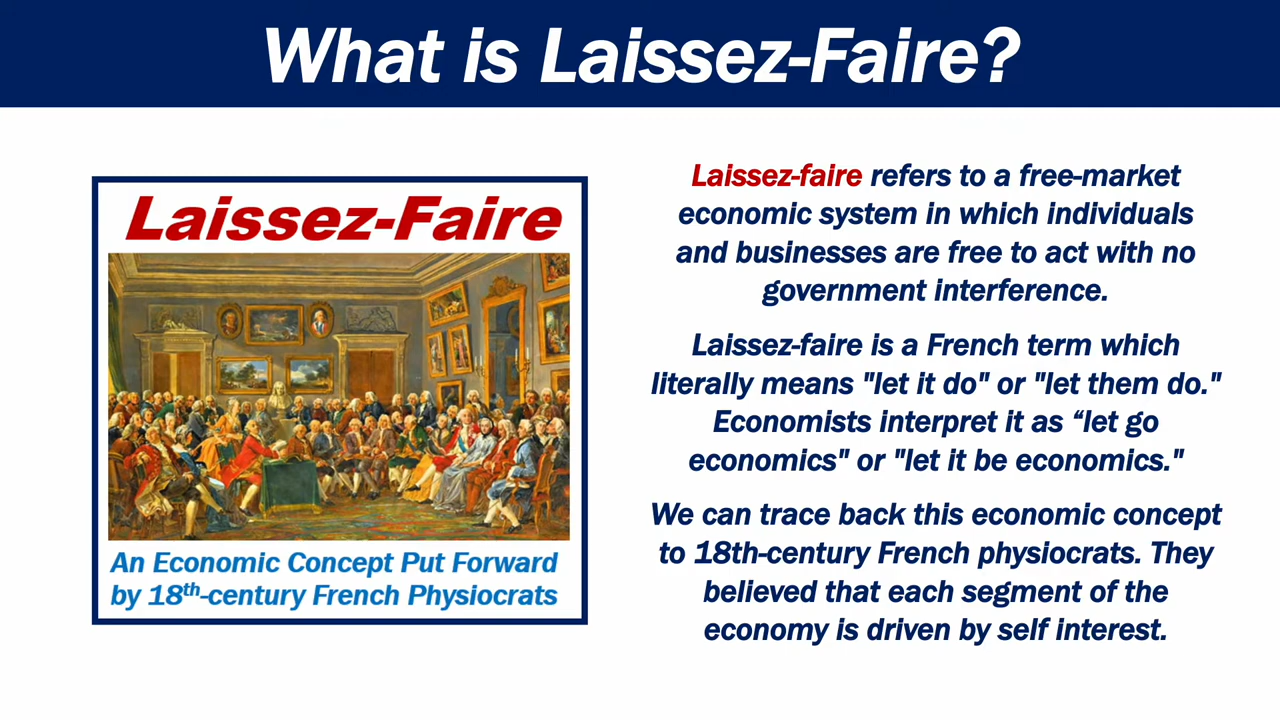 What is Laissez-Faire?
Laissez-Faire
An Economic Concept Put Forward
by 18th-century French Physiocrats
Laissez-faire refers to a free-market
economic system in which individuals
and businesses are free to act with no
government interference.
Laissez-faire is a French term which
literally means "let it do" or "let them do."
Economists interpret it as “let go
economics" or "let it be economics."
We can trace back this economic concept
to 18th-century French physiocrats. They
believed that each segment of the
economy is driven by self interest.